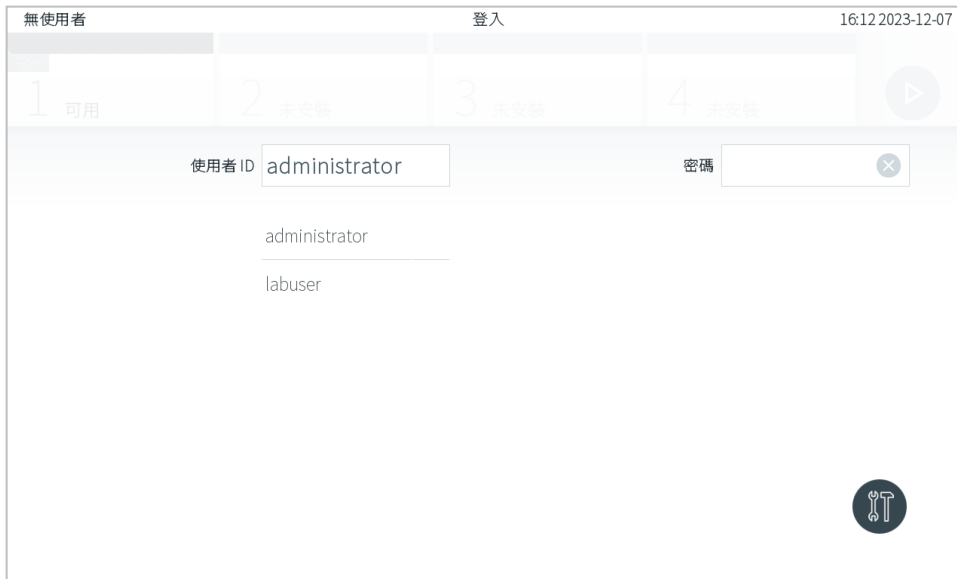 無使用者 登入 16:12 2023-12-07
1 可用 2 未安裝 3 未安裝 4 未安裝
使用者 ID administrator 密碼
administrator
labuser